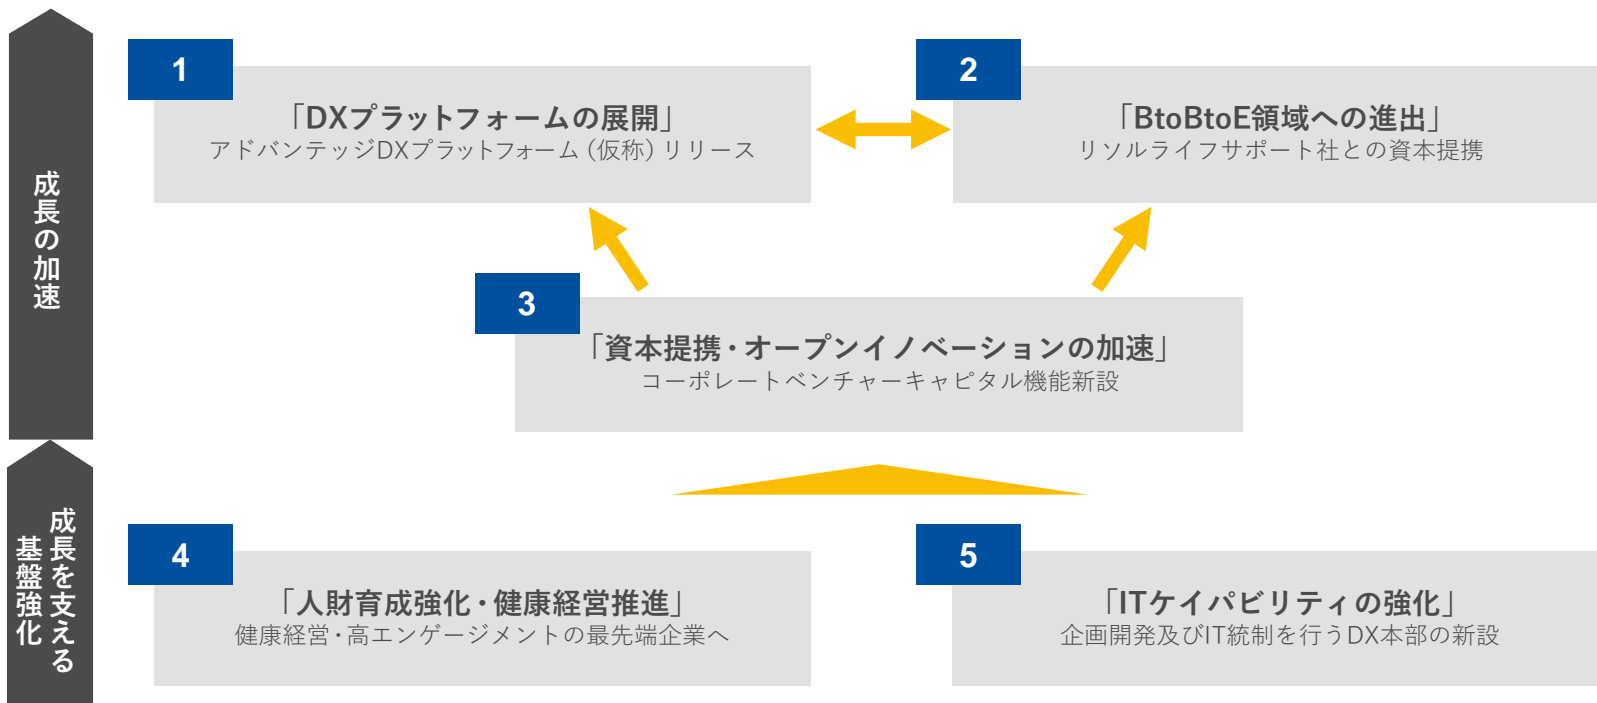 成長の加速
1
「DXプラットフォームの展開」
アドバンテッジDXプラットフォーム（仮称）リリース
2
「BtoBtoE領域への進出」
リソルライフサポート社との資本提携
3
「資本提携・オープンイノベーションの加速」
コーポレートベンチャーキャピタル機能新設
成長を支える
基盤強化
4
「人財育成強化・健康経営推進」
健康経営・高エンゲージメントの最先端企業へ
5
「ITケイパビリティの強化」
企画開発及びIT統制を行うDX本部の新設